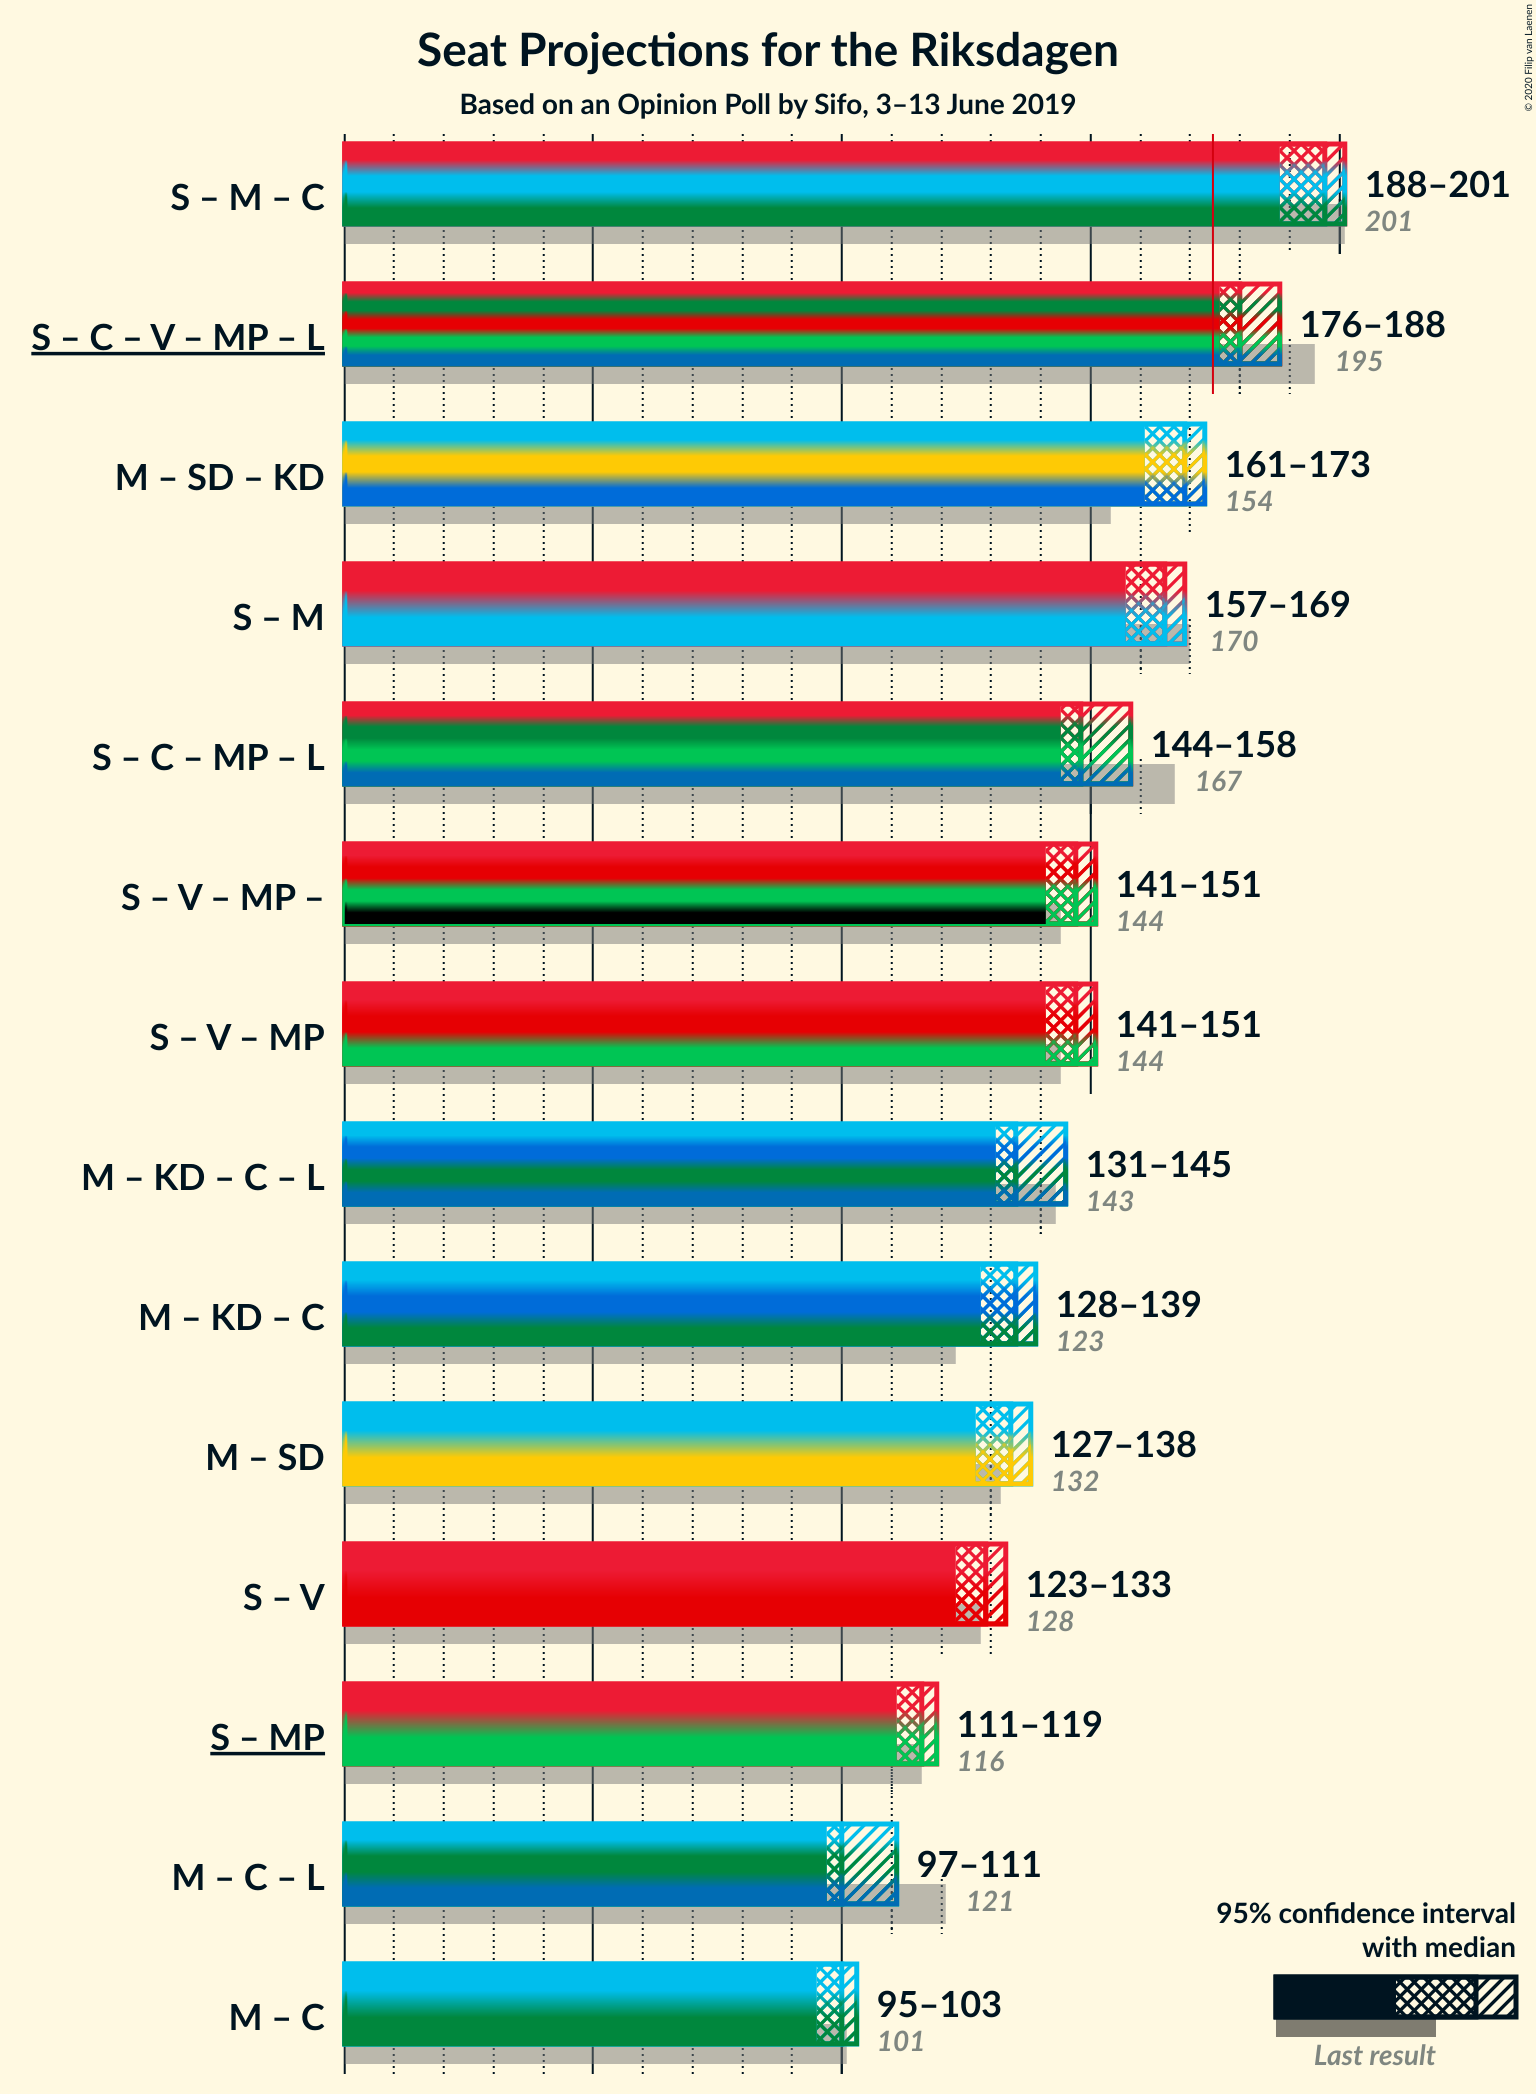 Seat Projections for the Riksdagen
Based on an Opinion Poll by Sifo, 3–13 June 2019
© 2020 Filip van Laenen
S – M – C
188–201
201
S – C – V – MP – L
176–188
195
M – SD – KD
161–173
154
S – M
157–169
170
S – C – MP – L
144–158
167
S – V – MP –
141–151
144
S – V – MP
141–151
144
M – KD – C – L
131–145
143
M – KD – C
128–139
123
M – SD
127–138
132
S – V
123–133
128
S – MP
111–119
116
M – C – L
97–111
121
M – C
95–103
101
95% confidence interval
with median
Last result